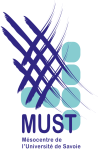 MUST
Mésocentre de
l'Université de Savoie